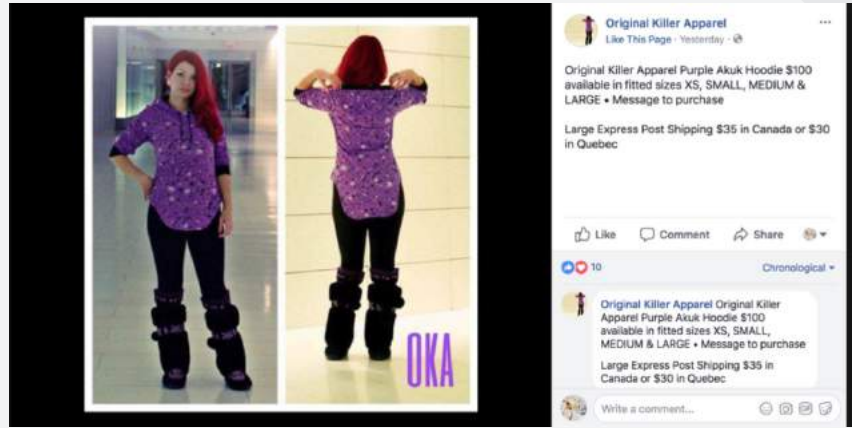 OKA
Original Killer Apparel
Like This Page · Yesterday ·
Original Killer Apparel Purple Akuk Hoodie $100
available in fitted sizes XS, SMALL, MEDIUM &
LARGE • Message to purchase
Large Express Post Shipping $35 in Canada or $30
in Quebec
Like Comment Share
10 Chronological
Original Killer Apparel Original Killer
Apparel Purple Akuk Hoodie $100
available in fitted sizes XS, SMALL,
MEDIUM & LARGE • Message to purchase
Large Express Post Shipping $35 in
Canada or $30 in Quebec
Write a comment...